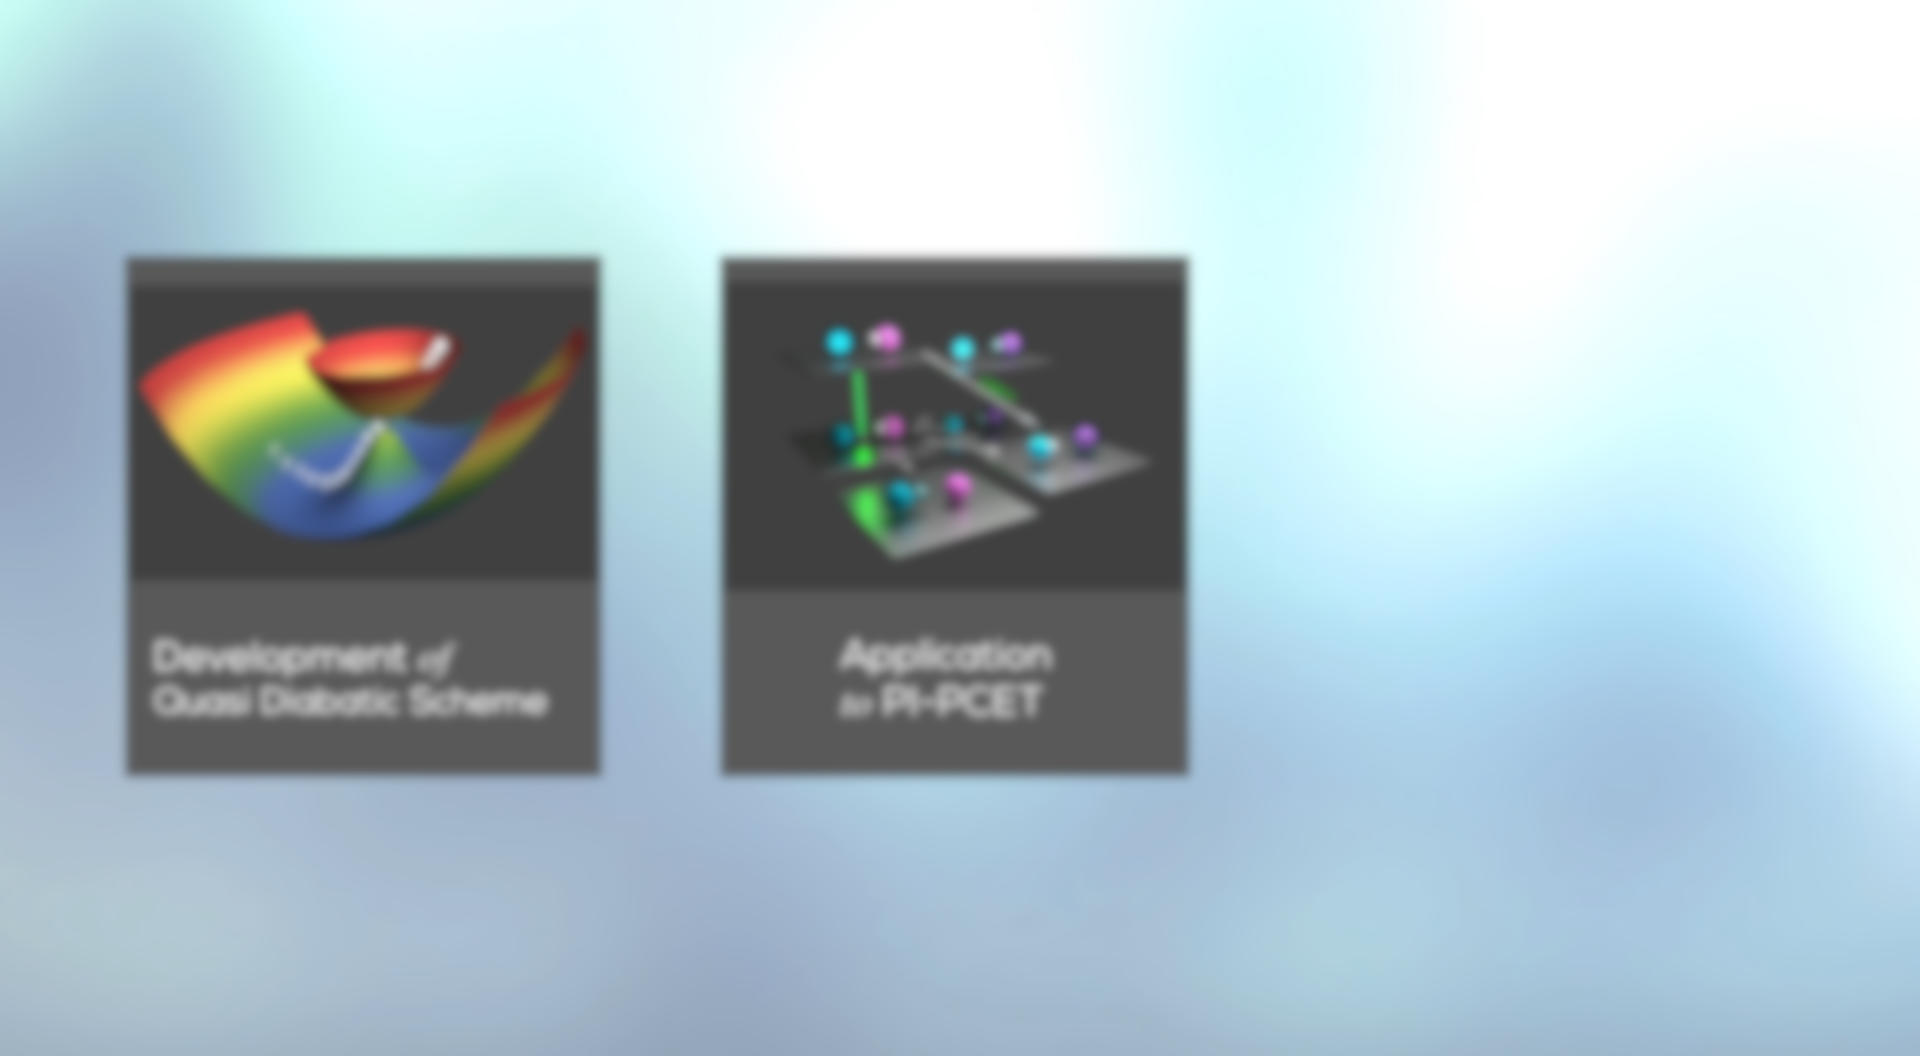 Development of
Quasi Diabatic Scheme
Application
to PI-PCET